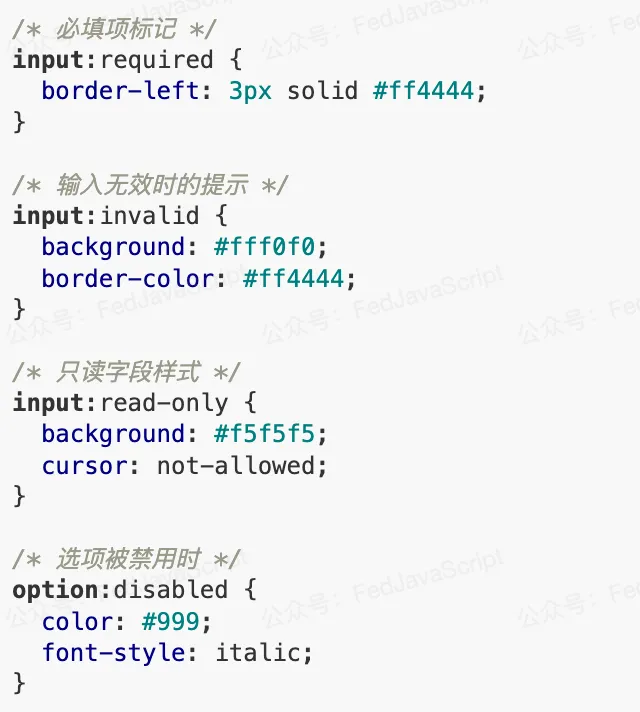 /* 必填项标记 */
input:required {
  border-left: 3px solid #ff4444;
}

/* 输入无效时的提示 */
input:invalid {
  background: #fff0f0;
  border-color: #ff4444;
}

/* 只读字段样式 */
input:read-only {
  background: #f5f5f5;
  cursor: not-allowed;
}

/* 选项被禁用时 */
option:disabled {
  color: #999;
  font-style: italic;
}
公众号：FedJavaScript